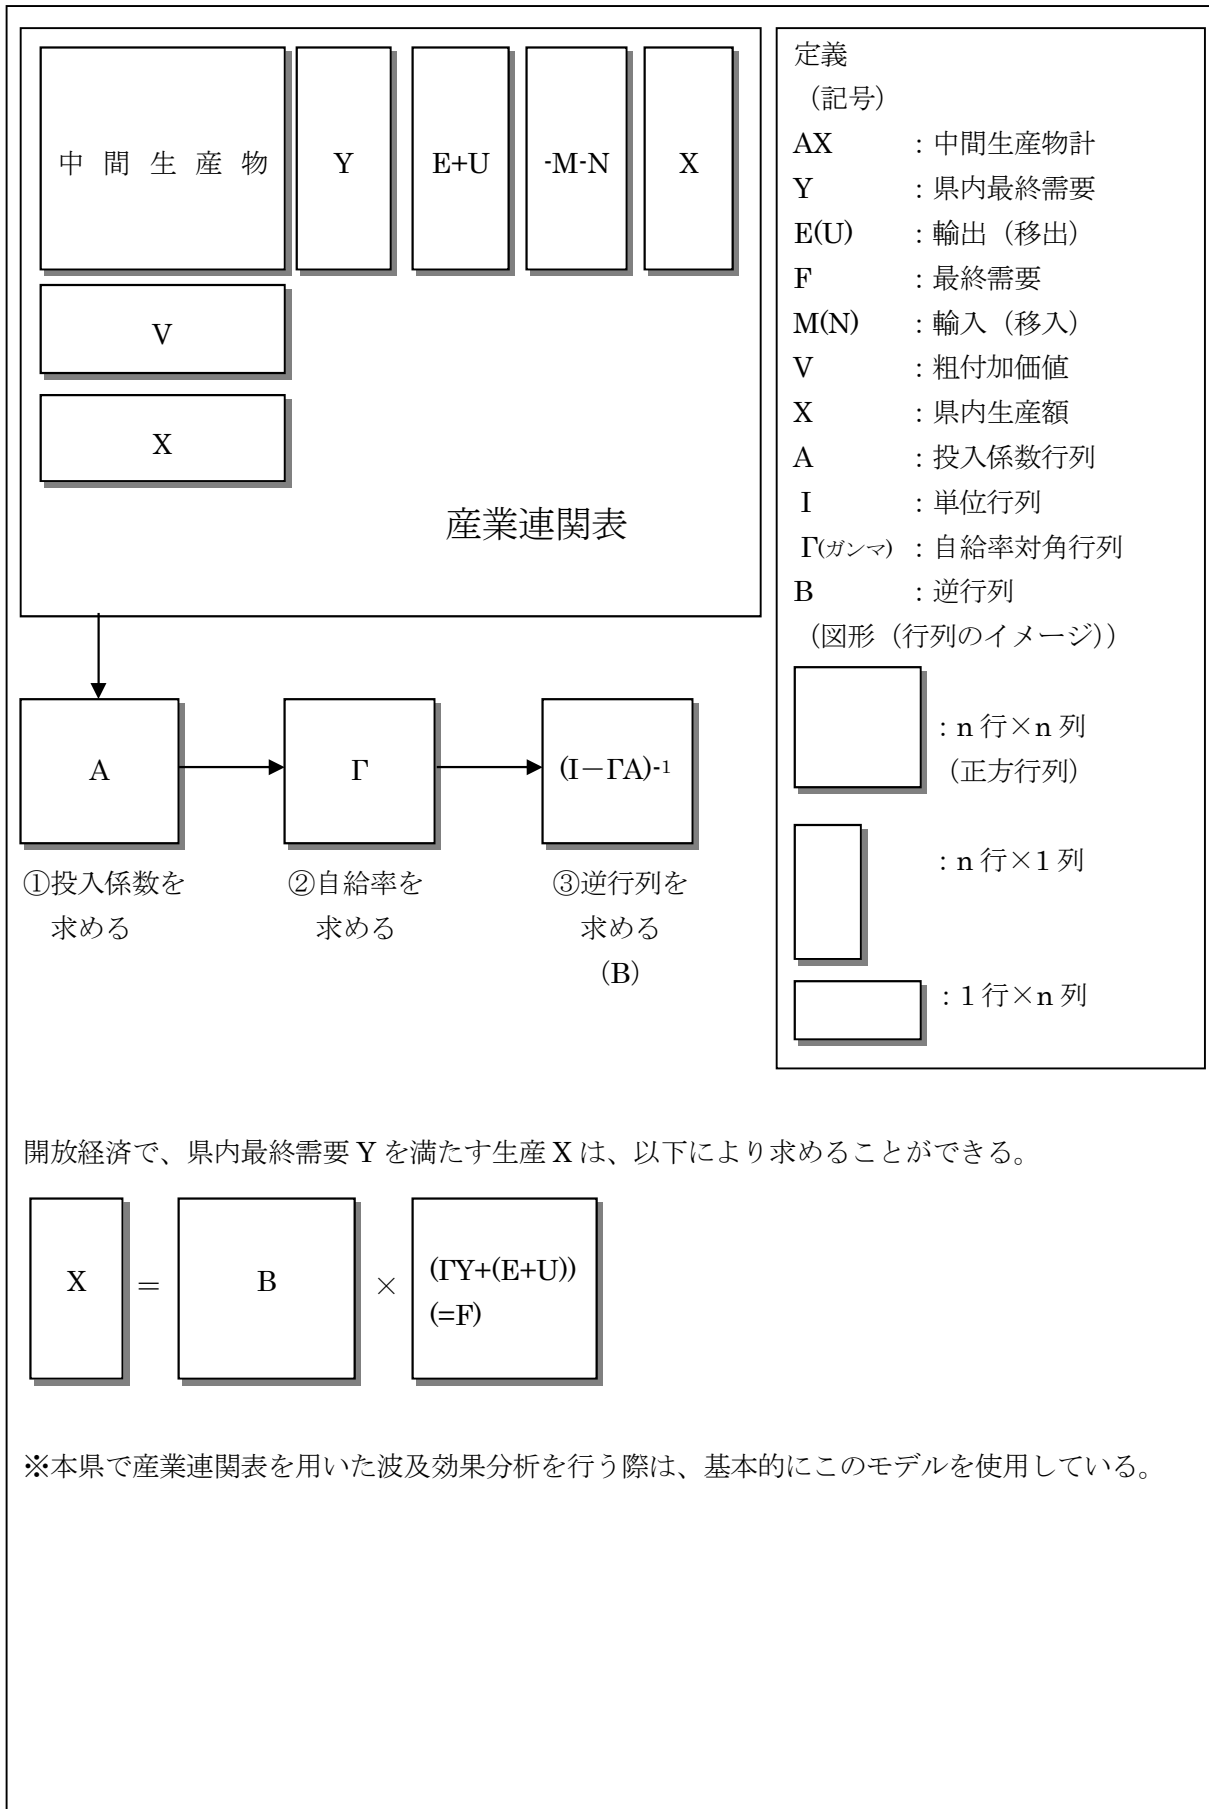 中間生産物
Y
E+U
-M-N
X
V
X
産業連関表
A
Γ
(I－ΓA)-1
①投入係数を
求める
②自給率を
求める
③逆行列を
求める
(B)
定義
（記号）
AX ：中間生産物計
Y ：県内最終需要
E(U) ：輸出（移出）
F ：最終需要
M(N) ：輸入（移入）
V ：粗付加価値
X ：県内生産額
A ：投入係数行列
I ：単位行列
Γ(ガンマ) ：自給率対角行列
B ：逆行列
（図形（行列のイメージ））
：n 行×n 列
（正方行列）
：n 行×1 列
：1 行×n 列
開放経済で、県内最終需要 Y を満たす生産 X は、以下により求めることができる。
X ＝ B × (ΓY+(E+U))
(=F)
※本県で産業連関表を用いた波及効果分析を行う際は、基本的にこのモデルを使用している。